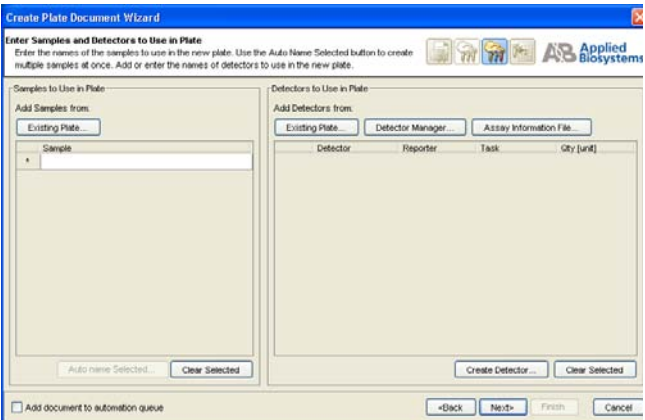 Create Plate Document Wizard
Enter Samples and Detectors to Use in Plate
Enter the names of the samples to use in the new plate. Use the Auto Name Selected button to create
multiple samples at once. Add or enter the names of detectors to use in the new plate.
AB Applied Biosystems
Samples to Use in Plate
Add Samples from:
Existing Plate...
Sample
*
Auto name Selected...
Clear Selected
Detectors to Use in Plate
Add Detectors from:
Existing Plate...
Detector Manager...
Assay Information File...
Detector Reporter Task Qty [unit]
Create Detector...
Clear Selected
Add document to automation queue
<Back
Next>
Finish
Cancel